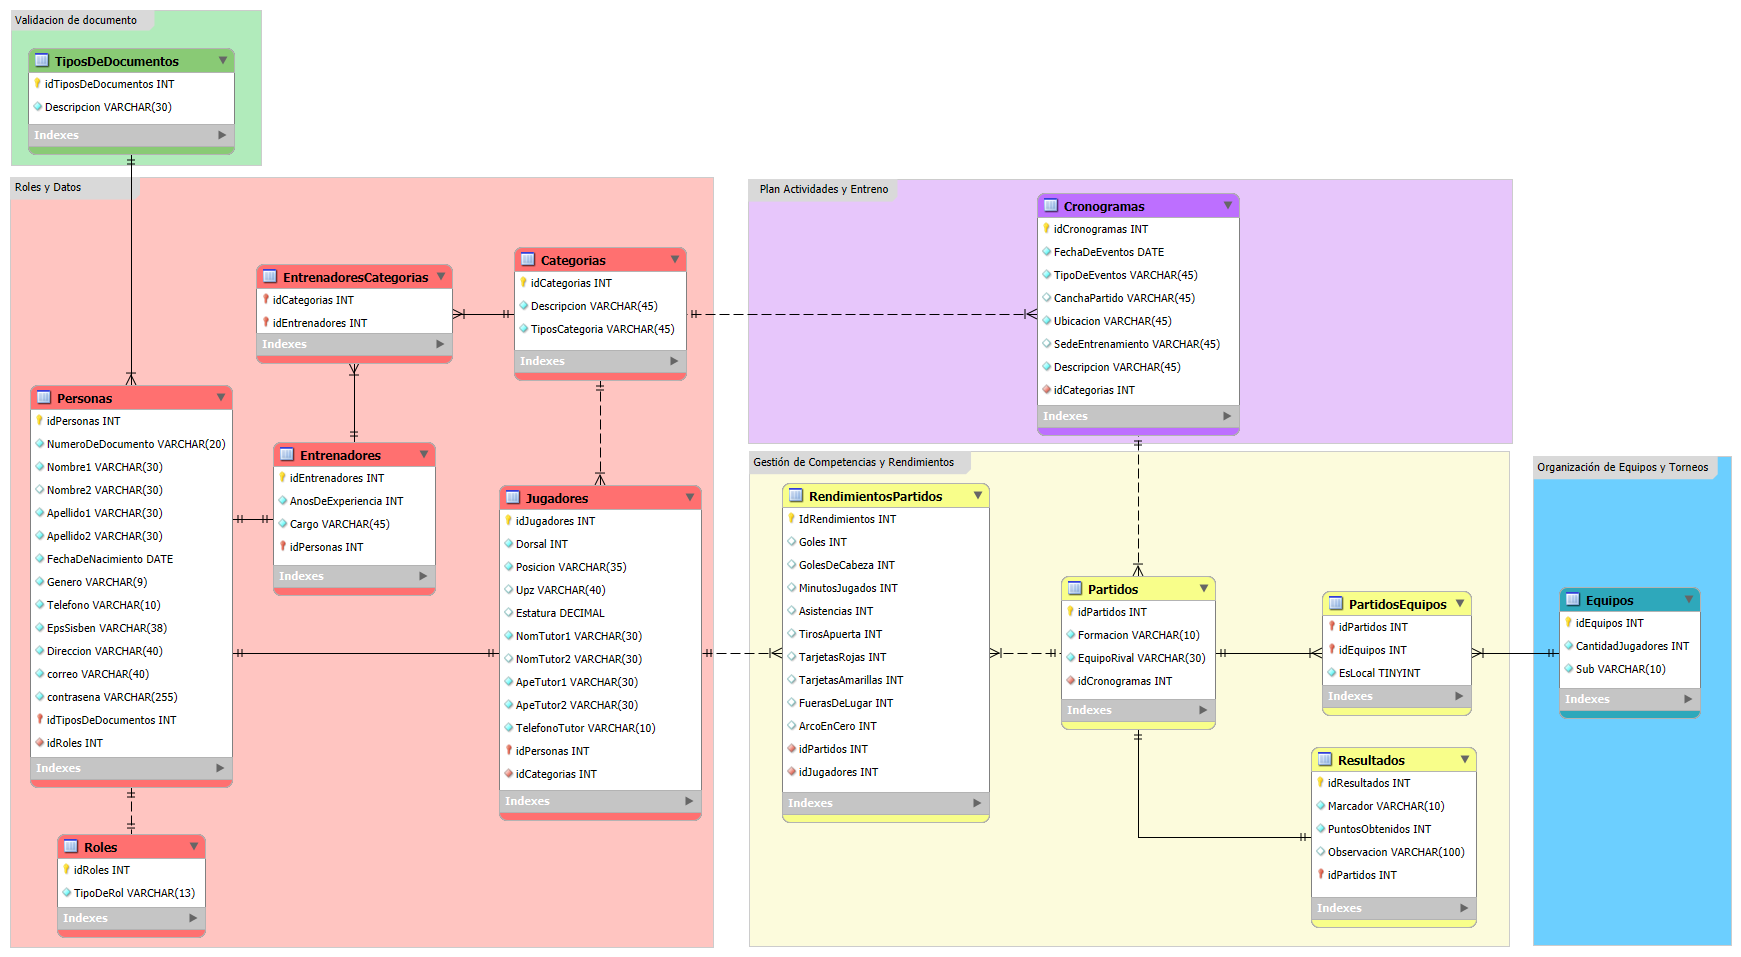 Validacion de documento
TiposDeDocumentos
idTiposDeDocumentos INT
Descripcion VARCHAR(30)
Indexes
Roles y Datos
EntrenadoresCategorias
idCategorias INT
idEntrenadores INT
Indexes
Categorias
idCategorias INT
Descripcion VARCHAR(45)
TiposCategoria VARCHAR(45)
Indexes
Personas
idPersonas INT
NumeroDeDocumento VARCHAR(20)
Nombre1 VARCHAR(30)
Nombre2 VARCHAR(30)
Apellido1 VARCHAR(30)
Apellido2 VARCHAR(30)
FechaDeNacimiento DATE
Genero VARCHAR(9)
Telefono VARCHAR(10)
EpsSisben VARCHAR(38)
Direccion VARCHAR(40)
correo VARCHAR(40)
contrasena VARCHAR(255)
idTiposDeDocumentos INT
idRoles INT
Indexes
Entrenadores
idEntrenadores INT
AnosDeExperiencia INT
Cargo VARCHAR(45)
idPersonas INT
Indexes
Jugadores
idJugadores INT
Dorsal INT
Posicion VARCHAR(35)
Upz VARCHAR(40)
Estatura DECIMAL
NomTutor1 VARCHAR(30)
NomTutor2 VARCHAR(30)
ApeTutor1 VARCHAR(30)
ApeTutor2 VARCHAR(30)
TelefonoTutor VARCHAR(10)
idPersonas INT
idCategorias INT
Indexes
Roles
idRoles INT
TipoDeRol VARCHAR(13)
Indexes
Plan Actividades y Entreno
Cronogramas
idCronogramas INT
FechaDeEventos DATE
TipoDeEventos VARCHAR(45)
CanchaPartido VARCHAR(45)
Ubicacion VARCHAR(45)
SedeEntrenamiento VARCHAR(45)
Descripcion VARCHAR(45)
idCategorias INT
Indexes
Gestión de Competencias y Rendimientos
RendimientosPartidos
IdRendimientos INT
Goles INT
GolesDeCabeza INT
MinutosJugados INT
Asistencias INT
TirosApuerta INT
TarjetasRojas INT
TarjetasAmarillas INT
FuerasDeLugar INT
ArcoEnCero INT
idPartidos INT
idJugadores INT
Indexes
Partidos
idPartidos INT
Formacion VARCHAR(10)
EquipoRival VARCHAR(30)
idCronogramas INT
Indexes
PartidosEquipos
idPartidos INT
idEquipos INT
EsLocal TINYINT
Indexes
Resultados
idResultados INT
Marcador VARCHAR(10)
PuntosObtenidos INT
Observacion VARCHAR(100)
idPartidos INT
Indexes
Organización de Equipos y Torneos
Equipos
idEquipos INT
CantidadJugadores INT
Sub VARCHAR(10)
Indexes